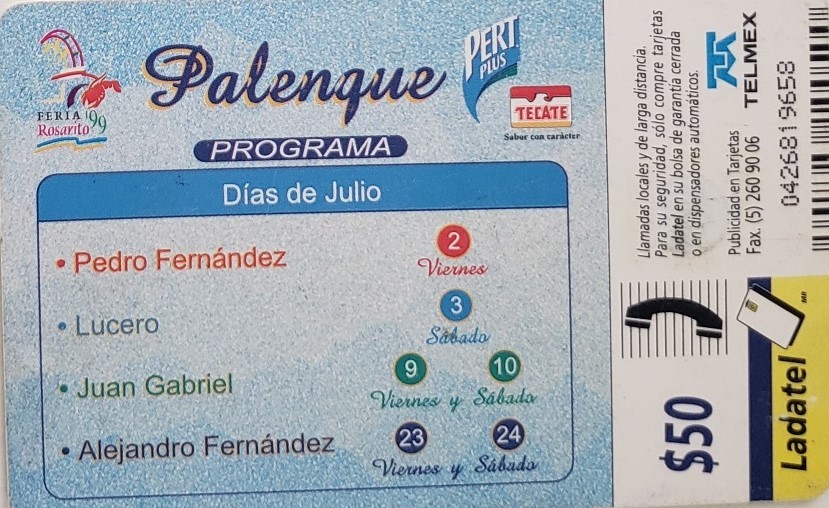 FERIA '99
Rosarito
Palenque
PERT
PLUS
TECATE
Sabor con carácter
PROGRAMA
Días de Julio
• Pedro Fernández
2
Viernes
• Lucero
3
Sábado
• Juan Gabriel
9 10
Viernes y Sábado
• Alejandro Fernández
23 24
Viernes y Sábado
Llamadas locales y de larga distancia.
Para su seguridad, sólo compre tarjetas
Ladatel en su bolsa de garantía cerrada
o en dispensadores automáticos.
Publicidad en Tarjetas
Fax. (5) 260 90 06
TELMEX
0426819658
$50
Ladatel
MR